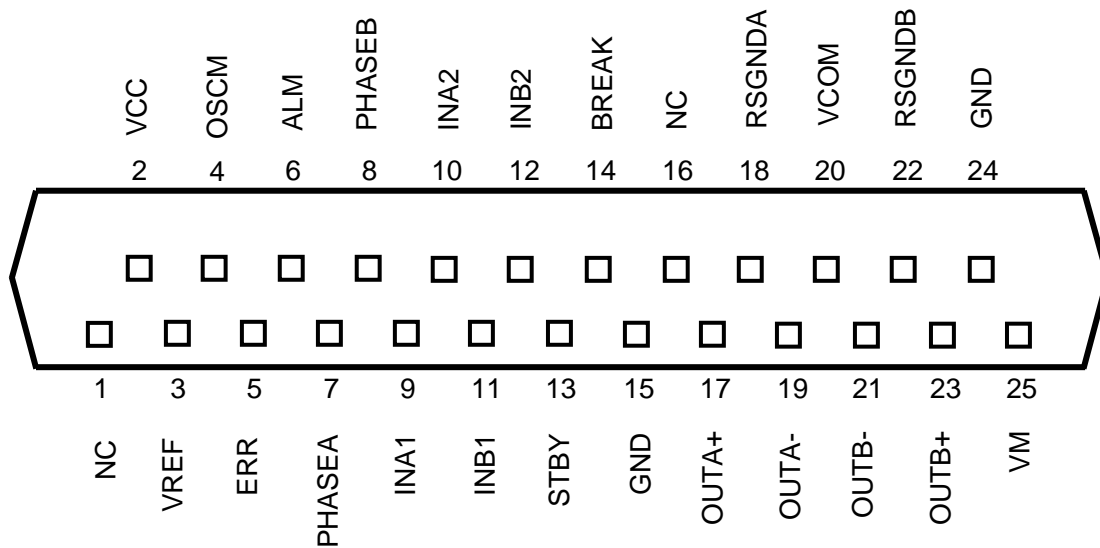 VCC OSCM ALM PHASEB INA2 INB2 BREAK NC RSGNDA VCOM RSGNDB GND
2 4 6 8 10 12 14 16 18 20 22 24
1 3 5 7 9 11 13 15 17 19 21 23 25
NC VREF ERR PHASEA INA1 INB1 STBY GND OUTA+ OUTA- OUTB- OUTB+ VM